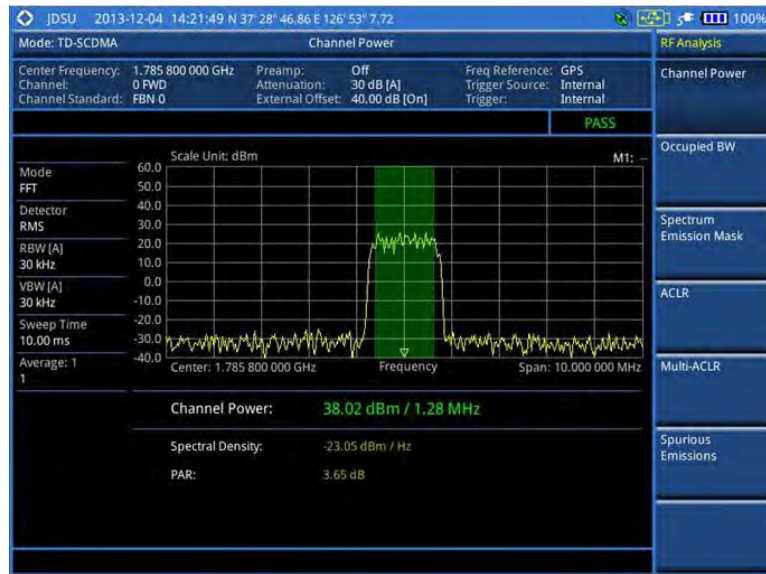 JDSU 2013-12-04 14:21:49 N 37' 28" 46.86 E 126' 53" 7.72 100%
Mode: TD-SCDMA Channel Power RF Analysis
Center Frequency: 1.785 800 000 GHz Preamp: Off Freq Reference: GPS
Channel: 0 FWD Attenuation: 30 dB [A] Trigger Source: Internal
Channel Standard: FBN 0 External Offset: 40.00 dB [On] Trigger: Internal
PASS
Scale Unit: dBm M1: --
60.0
50.0
40.0
30.0
20.0
10.0
0.0
-10.0
-20.0
-30.0
-40.0
Mode
FFT
Detector
RMS
RBW [A]
30 kHz
VBW [A]
30 kHz
Sweep Time
10.00 ms
Average: 1
1
Center: 1.785 800 000 GHz Frequency Span: 10.000 000 MHz
Channel Power: 38.02 dBm / 1.28 MHz
Spectral Density: -23.05 dBm / Hz
PAR: 3.65 dB
Channel Power
Occupied BW
Spectrum
Emission Mask
ACLR
Multi-ACLR
Spurious
Emissions